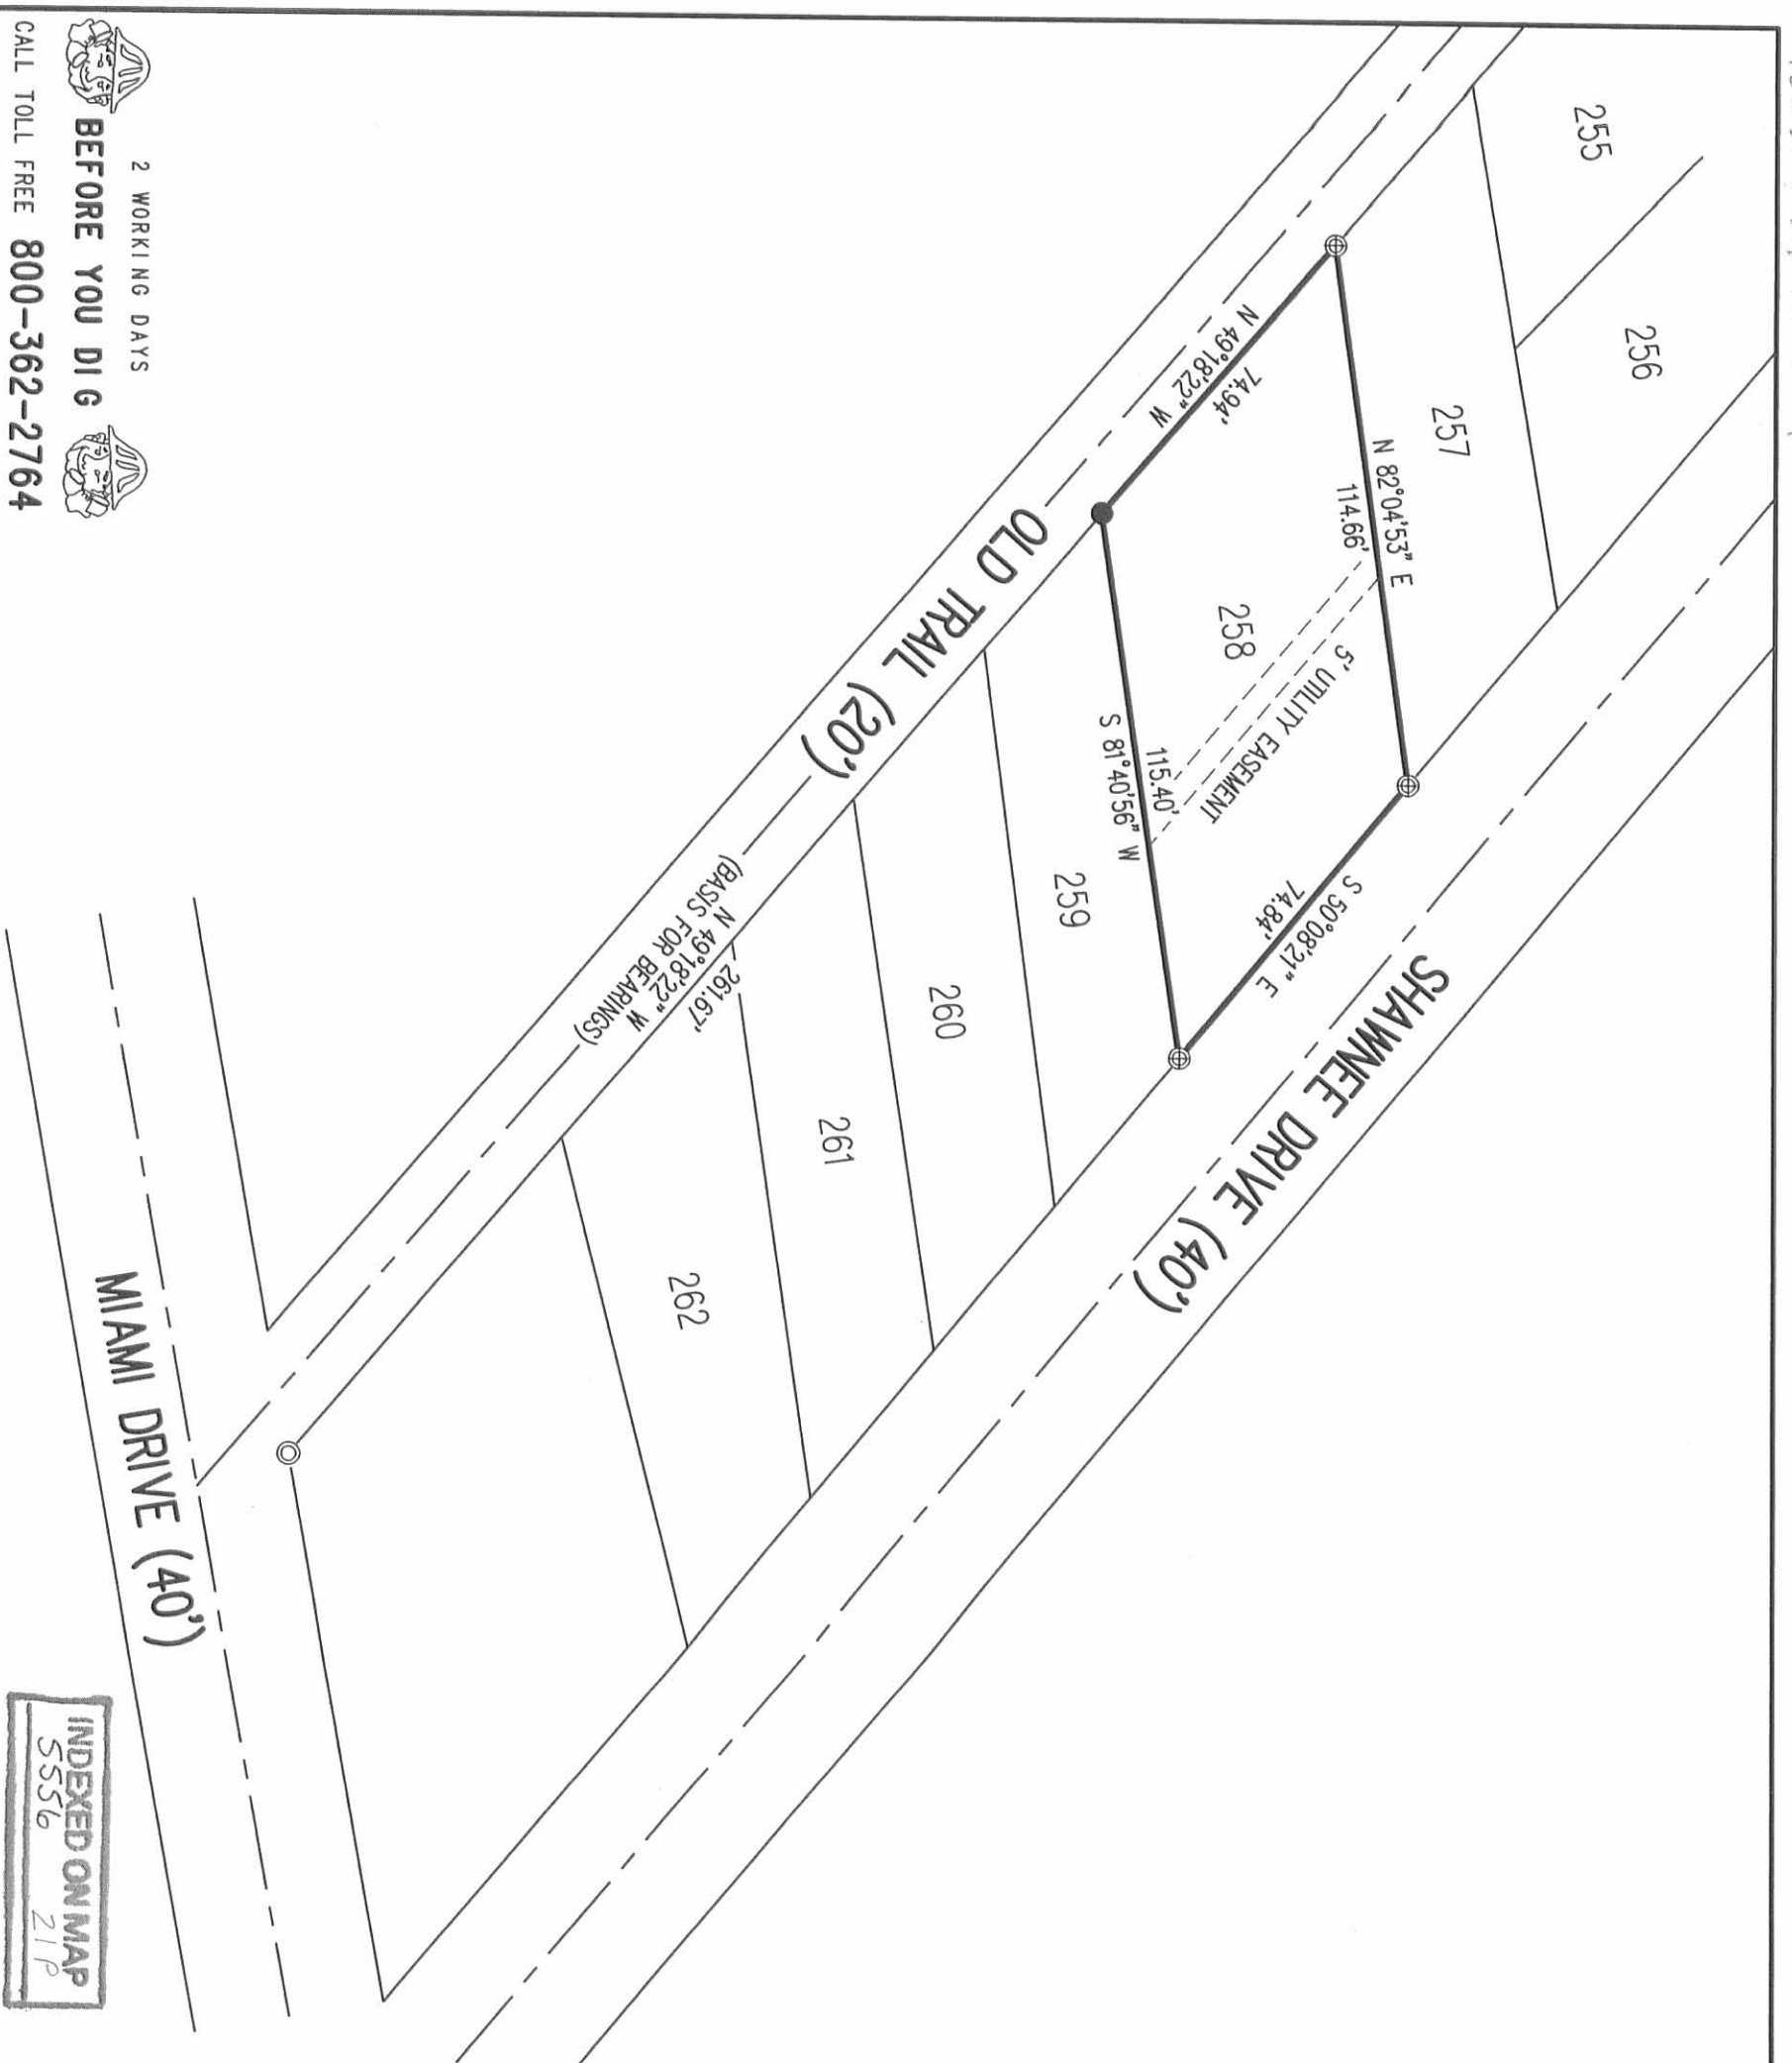 255
256
257
N 82°04'53" E
114.66'
N 49°18'22" W
74.94'
258
5' UTILITY EASEMENT
S 50°08'21" E
74.84'
115.40'
S 81°40'56" W
SHAWNEE DRIVE (40')
OLD TRAIL (20')
259
260
261
262
261.67'
N 49°18'22" W
(BASIS FOR BEARINGS)
MIAMI DRIVE (40')
2 WORKING DAYS
BEFORE YOU DIG
CALL TOLL FREE 800-362-2764
INDEXED ON MAP
5556 21P